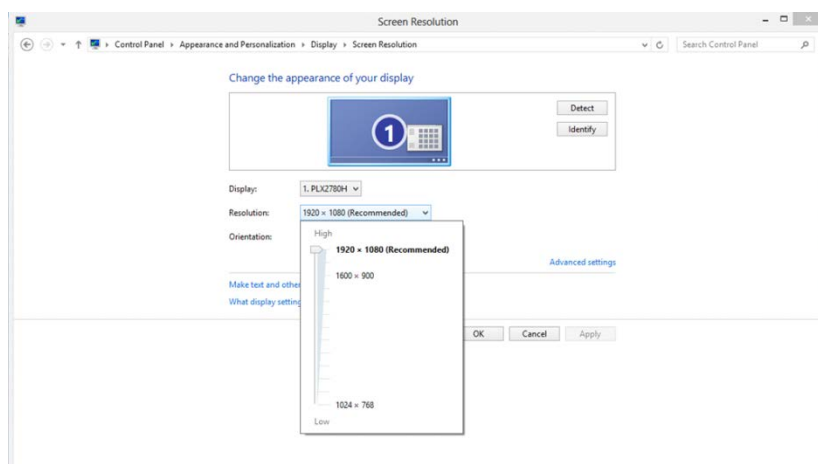 Screen Resolution
Control Panel Appearance and Personalization Display Screen Resolution
Search Control Panel
Change the appearance of your display
1
Detect
Identify
Display: 1. PLX2780H
Resolution: 1920 × 1080 (Recommended)
Orientation:
High
1920 × 1080 (Recommended)
1600 × 900
1024 × 768
Low
Advanced settings
Make text and other
What display setting
OK Cancel Apply